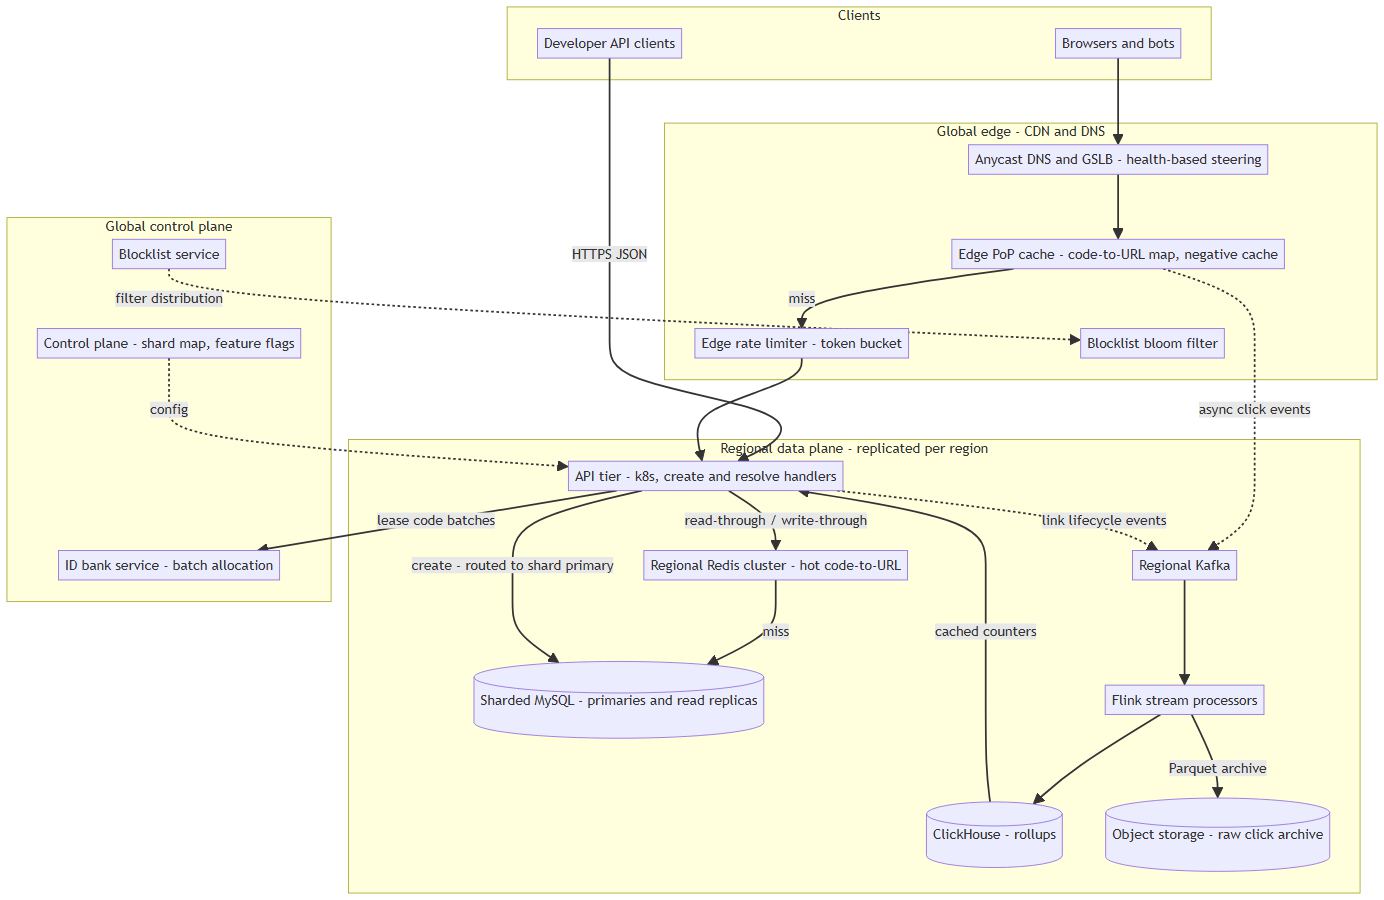 Clients
Developer API clients
Browsers and bots
Global edge - CDN and DNS
Anycast DNS and GSLB - health-based steering
Global control plane
Blocklist service
HTTPS JSON
Edge PoP cache - code-to-URL map, negative cache
filter distribution
miss
Control plane - shard map, feature flags
Edge rate limiter - token bucket
Blocklist bloom filter
config
async click events
Regional data plane - replicated per region
API tier - k8s, create and resolve handlers
lease code batches
read-through / write-through
link lifecycle events
ID bank service - batch allocation
create - routed to shard primary
Regional Redis cluster - hot code-to-URL
Regional Kafka
miss
cached counters
Sharded MySQL - primaries and read replicas
Flink stream processors
Parquet archive
ClickHouse - rollups
Object storage - raw click archive